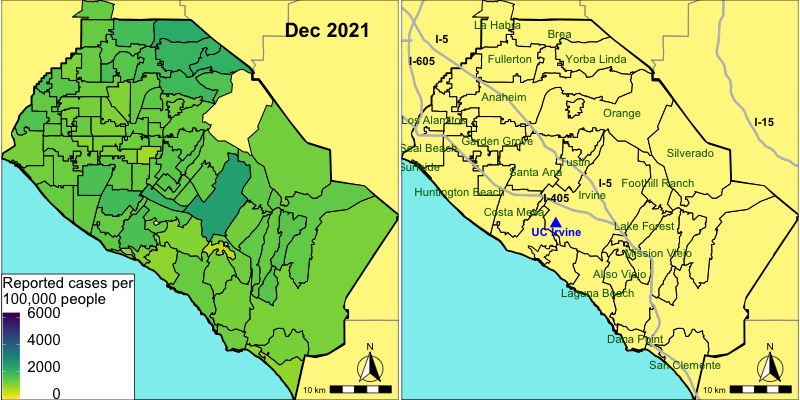 Dec 2021
Reported cases per
100,000 people
6000
4000
2000
0
N
10 km
La Habra
Brea
I-5
I-605
Fullerton
Yorba Linda
Anaheim
Orange
I-15
Los Alamitos
Garden Grove
Seal Beach
Silverado
Sunside
Tustin
Santa Ana
I-5
Foothill Ranch
Huntington Beach
I-405
Irvine
Costa Mesa
UC Irvine
Lake Forest
Mission Viejo
Aliso Viejo
Laguna Beach
Dana Point
San Clemente
N
10 km